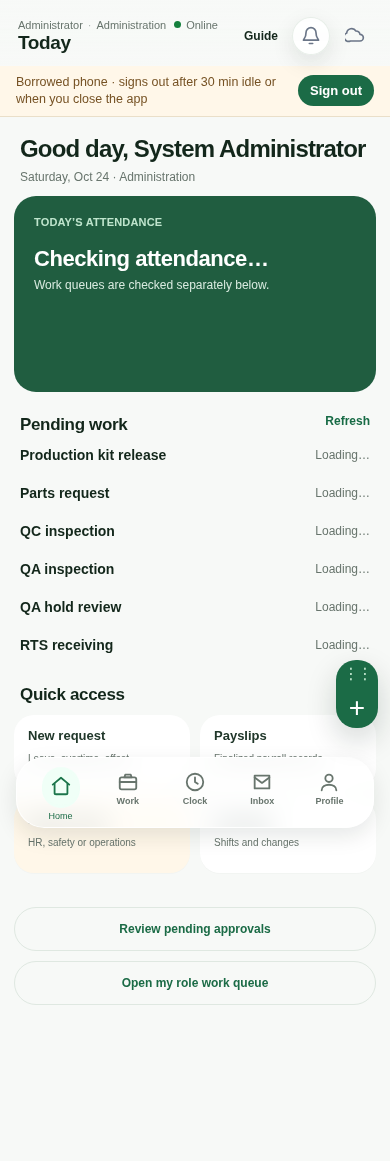 Administrator · Administration Online
Today
Guide
Borrowed phone · signs out after 30 min idle or
when you close the app
Sign out
Good day, System Administrator
Saturday, Oct 24 · Administration
TODAY'S ATTENDANCE
Checking attendance…
Work queues are checked separately below.
Pending work
Refresh
Production kit release
Loading…
Parts request
Loading…
QC inspection
Loading…
QA inspection
Loading…
QA hold review
Loading…
RTS receiving
Loading…
Quick access
New request
Payslips
Home
Work
Clock
Inbox
Profile
HR, safety or operations
Shifts and changes
Review pending approvals
Open my role work queue